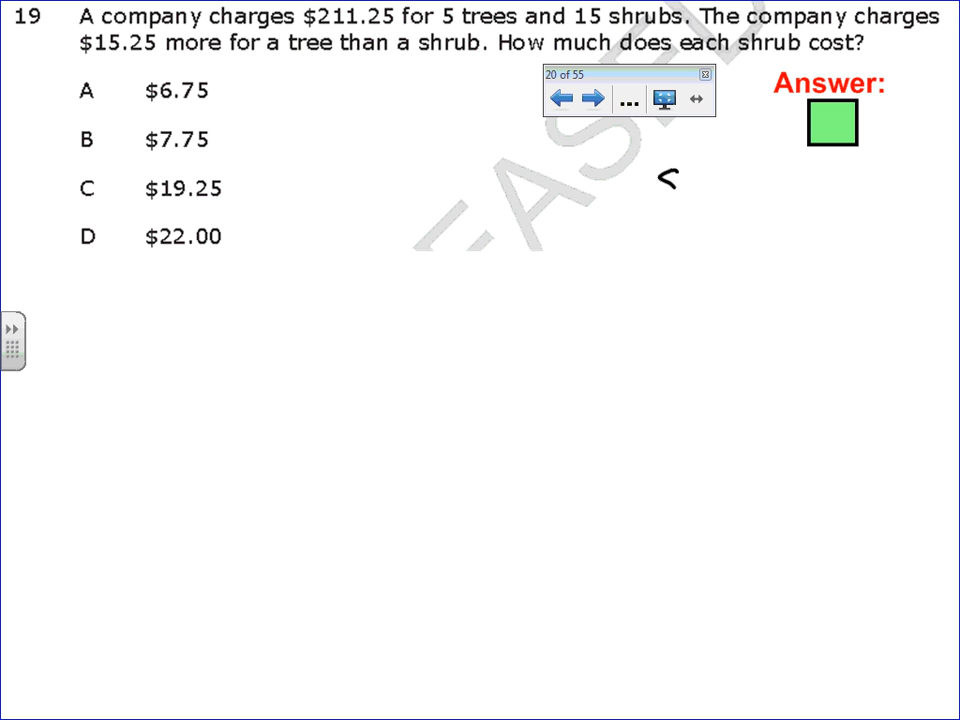 19 A company charges $211.25 for 5 trees and 15 shrubs. The company charges
$15.25 more for a tree than a shrub. How much does each shrub cost?
20 of 55
Answer:
A $6.75
B $7.75
C $19.25
D $22.00